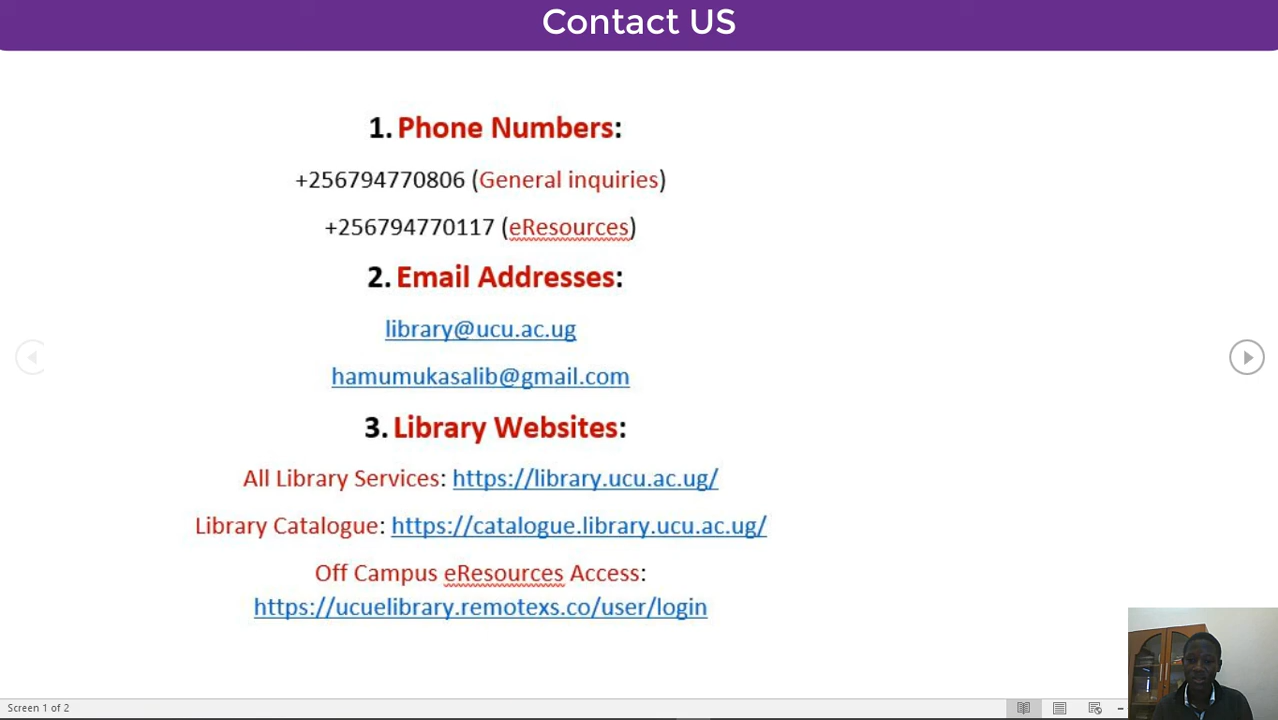 Contact US
1. Phone Numbers:
+256794770806 (General inquiries)
+256794770117 (eResources)
2. Email Addresses:
library@ucu.ac.ug
hamumukasalib@gmail.com
3. Library Websites:
All Library Services: https://library.ucu.ac.ug/
Library Catalogue: https://catalogue.library.ucu.ac.ug/
Off Campus eResources Access:
https://ucuelibrary.remotexs.co/user/login
Screen 1 of 2